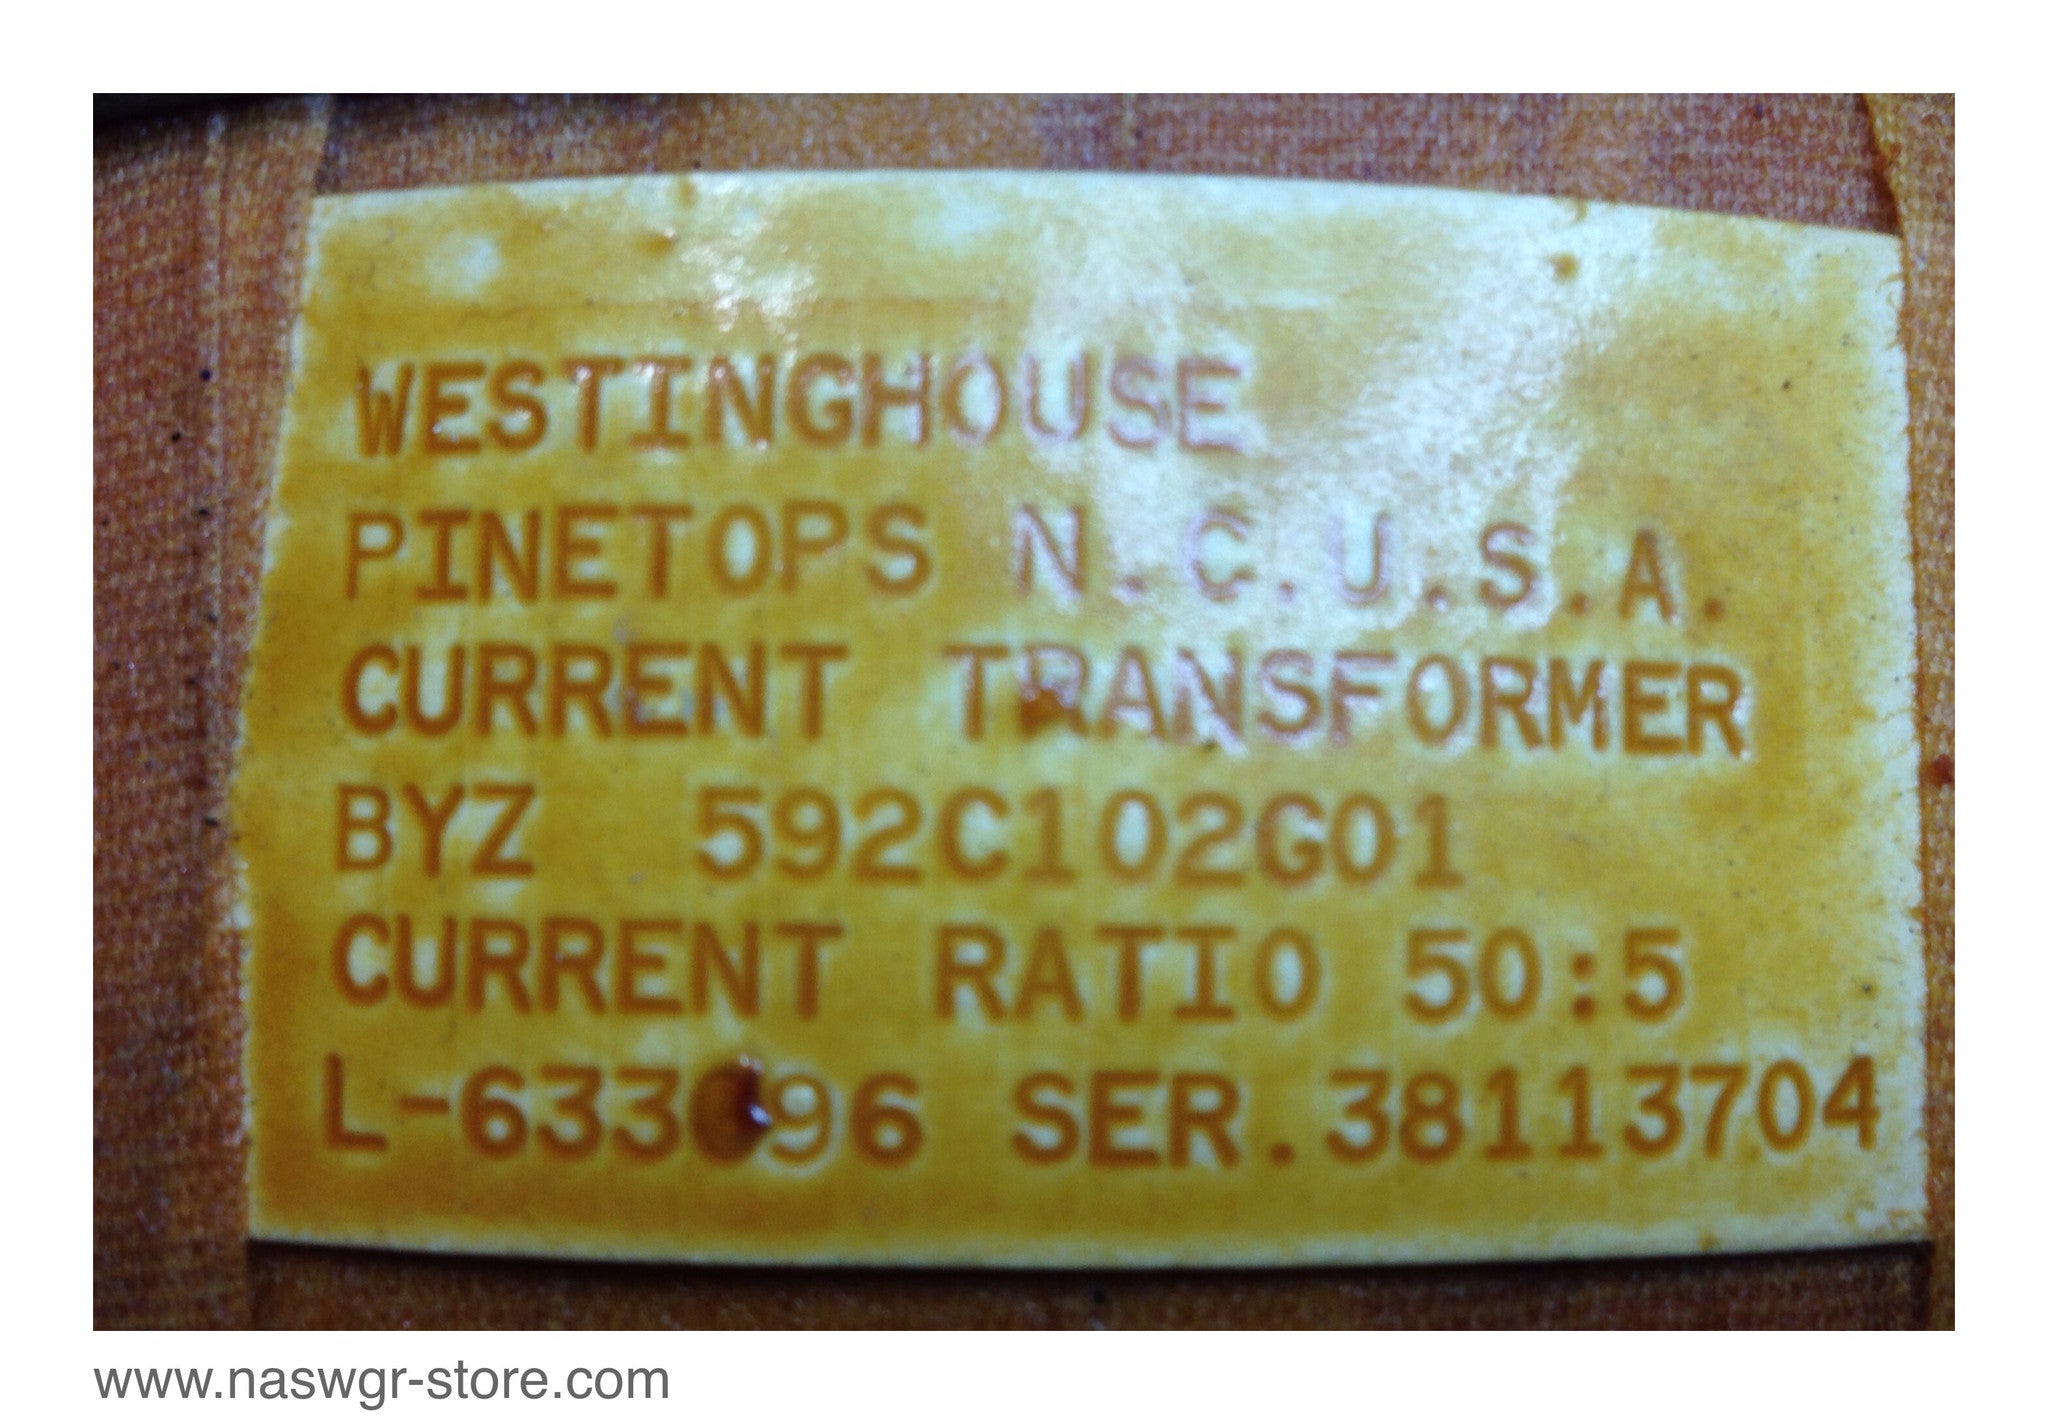 WESTINGHOUSE
PINETOPS N.C.U.S.A.
CURRENT TRANSFORMER
BYZ 592C102G01
CURRENT RATIO 50:5
SER.38113704
www.naswgr-store.com